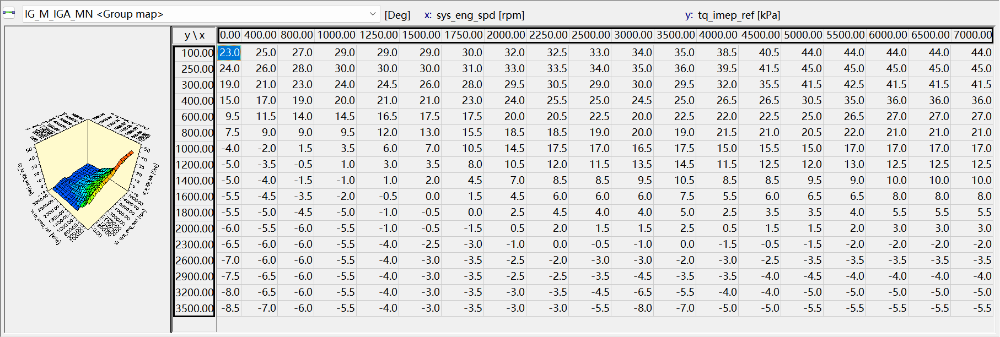 IG_M_IGA_MN <Group map> [Deg] x: sys_eng_spd [rpm] y: tq_imep_ref [kPa]
y \ x 0.00 400.00 800.00 1000.00 1250.00 1500.00 1750.00 2000.00 2250.00 2500.00 3000.00 3500.00 4000.00 4500.00 5000.00 5500.00 6000.00 6500.00 7000.00
100.00 23.0 25.0 27.0 29.0 29.0 29.0 30.0 32.0 32.5 33.0 34.0 35.0 38.5 40.5 44.0 44.0 44.0 44.0 44.0
250.00 24.0 26.0 28.0 30.0 30.0 30.0 31.0 33.0 33.5 34.0 35.0 36.0 39.5 41.5 45.0 45.0 45.0 45.0 45.0
300.00 19.0 21.0 23.0 24.0 24.5 26.0 28.0 29.5 30.5 29.0 30.0 29.5 32.0 35.5 41.5 42.5 41.5 41.5 41.5
400.00 15.0 17.0 19.0 20.0 21.0 21.0 23.0 24.0 25.5 25.0 24.5 25.0 26.5 26.5 30.5 35.0 36.0 36.0 36.0
600.00 9.5 11.5 14.0 14.5 16.5 17.5 17.5 20.0 20.5 22.5 20.0 22.5 22.0 22.5 25.0 26.5 27.0 27.0 27.0
800.00 7.5 9.0 9.0 9.5 12.0 13.0 15.5 18.5 18.5 19.0 20.0 19.0 21.5 21.0 20.5 22.0 21.0 21.0 21.0
1000.00 -4.0 -2.0 1.5 3.5 6.0 7.0 10.5 14.5 17.5 17.0 16.5 17.5 15.0 15.5 15.0 17.0 17.0 17.0 17.0
1200.00 -5.0 -3.5 -0.5 1.0 3.0 3.5 8.0 10.5 12.0 11.5 13.5 14.5 11.5 12.5 12.0 13.0 12.5 12.5 12.5
1400.00 -5.0 -4.0 -1.5 -1.0 1.0 2.0 4.5 7.0 8.5 8.5 9.5 10.5 8.5 8.5 9.5 9.0 10.0 10.0 10.0
1600.00 -5.5 -4.5 -3.5 -2.0 -0.5 0.0 1.5 4.5 6.0 6.0 6.0 7.5 5.5 6.0 6.5 6.5 8.0 8.0 8.0
1800.00 -5.5 -5.0 -4.5 -5.0 -1.0 -0.5 0.0 2.5 4.5 4.0 4.0 5.0 2.5 3.5 3.5 4.0 5.5 5.5 5.5
2000.00 -6.0 -5.5 -6.0 -5.5 -1.0 -0.5 -1.5 0.5 2.0 1.5 1.5 2.5 0.5 1.5 1.5 2.0 3.0 3.0 3.0
2300.00 -6.5 -6.0 -6.0 -4.0 -2.5 -3.0 -1.0 0.0 -0.5 -1.0 0.0 -1.5 -0.5 -1.5 -2.0 -2.0 -2.0 -2.0
2600.00 -7.0 -6.0 -6.0 -5.5 -4.0 -3.0 -3.5 -2.5 -2.0 -3.0 -3.0 -2.0 -3.0 -2.5 -3.5 -3.5 -3.5 -3.5 -3.5
2900.00 -7.5 -6.5 -6.0 -5.5 -4.0 -3.0 -3.5 -2.5 -2.5 -3.5 -4.5 -3.5 -3.5 -4.0 -4.5 -4.0 -4.0 -4.0 -4.0
3200.00 -8.0 -6.5 -6.0 -5.5 -4.0 -3.0 -3.5 -3.0 -3.5 -4.5 -6.5 -5.5 -4.0 -4.0 -5.0 -5.0 -5.0 -5.0 -5.0
3500.00 -8.5 -7.0 -6.0 -5.5 -4.0 -3.0 -3.5 -3.0 -3.0 -5.5 -8.0 -7.0 -5.0 -5.0 -5.5 -5.5 -5.5 -5.5 -5.5